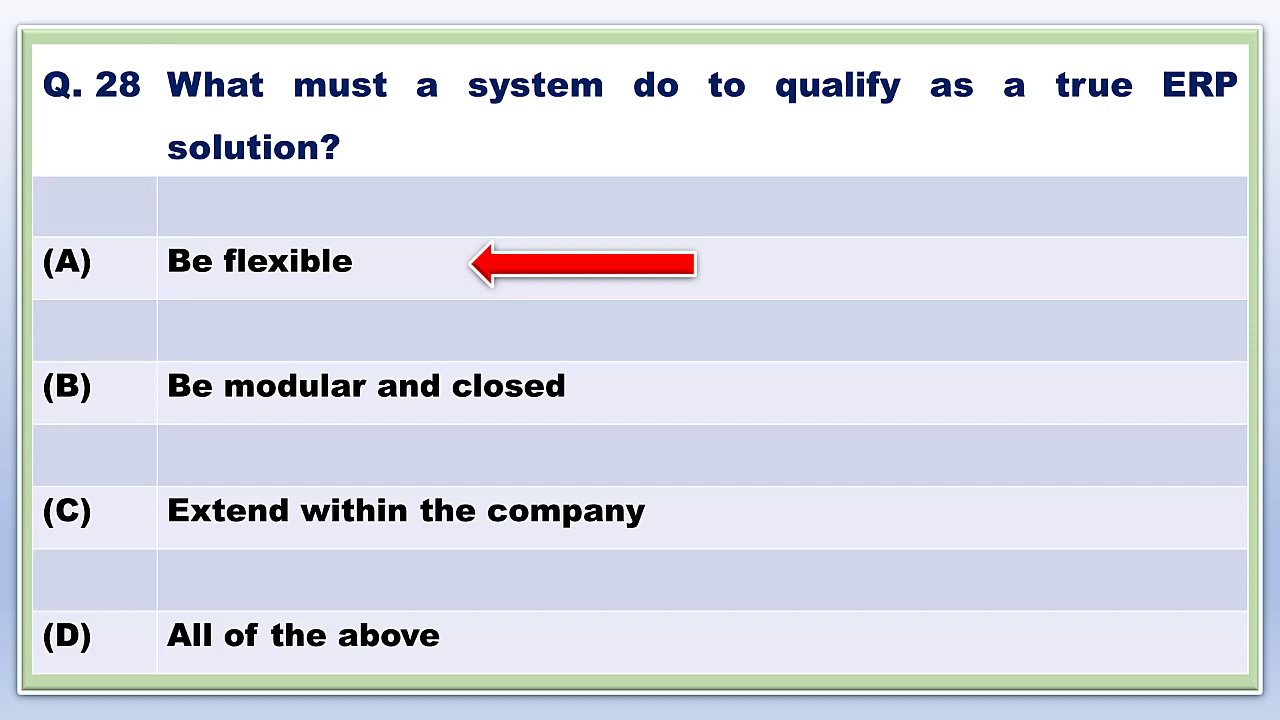 Q. 28 What must a system do to qualify as a true ERP
solution?
(A) Be flexible
(B) Be modular and closed
(C) Extend within the company
(D) All of the above